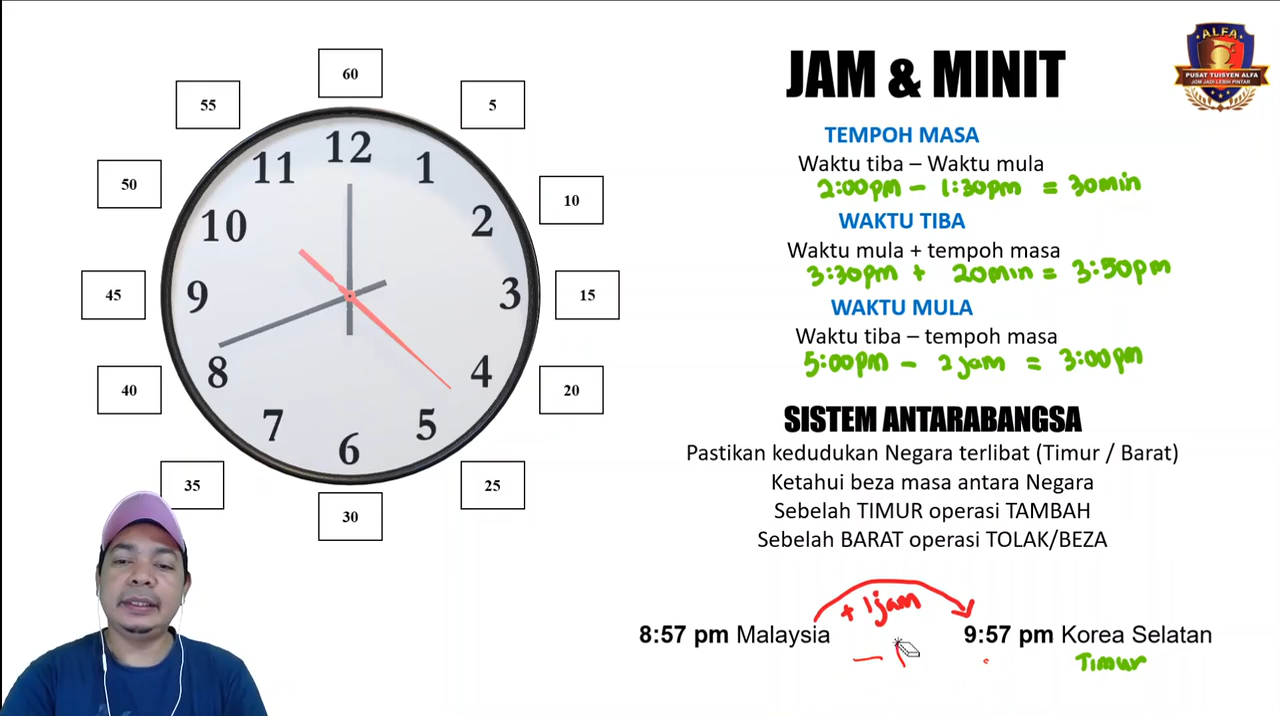 60
55
5
50
10
45
15
40
20
35
25
30
12
11
1
10
2
9
3
8
4
7
5
6
JAM & MINIT
ALFA
PUSAT TUISYEN ALFA
JOM JADI LEBIH PINTAR
TEMPOH MASA
Waktu tiba – Waktu mula
2:00pm – 1:30pm = 30min
WAKTU TIBA
Waktu mula + tempoh masa
3:30pm + 20min = 3:50pm
WAKTU MULA
Waktu tiba – tempoh masa
5:00pm – 2 jam = 3:00pm
SISTEM ANTARABANGSA
Pastikan kedudukan Negara terlibat (Timur / Barat)
Ketahui beza masa antara Negara
Sebelah TIMUR operasi TAMBAH
Sebelah BARAT operasi TOLAK/BEZA
+ 1 jam
8:57 pm Malaysia 9:57 pm Korea Selatan
Timur